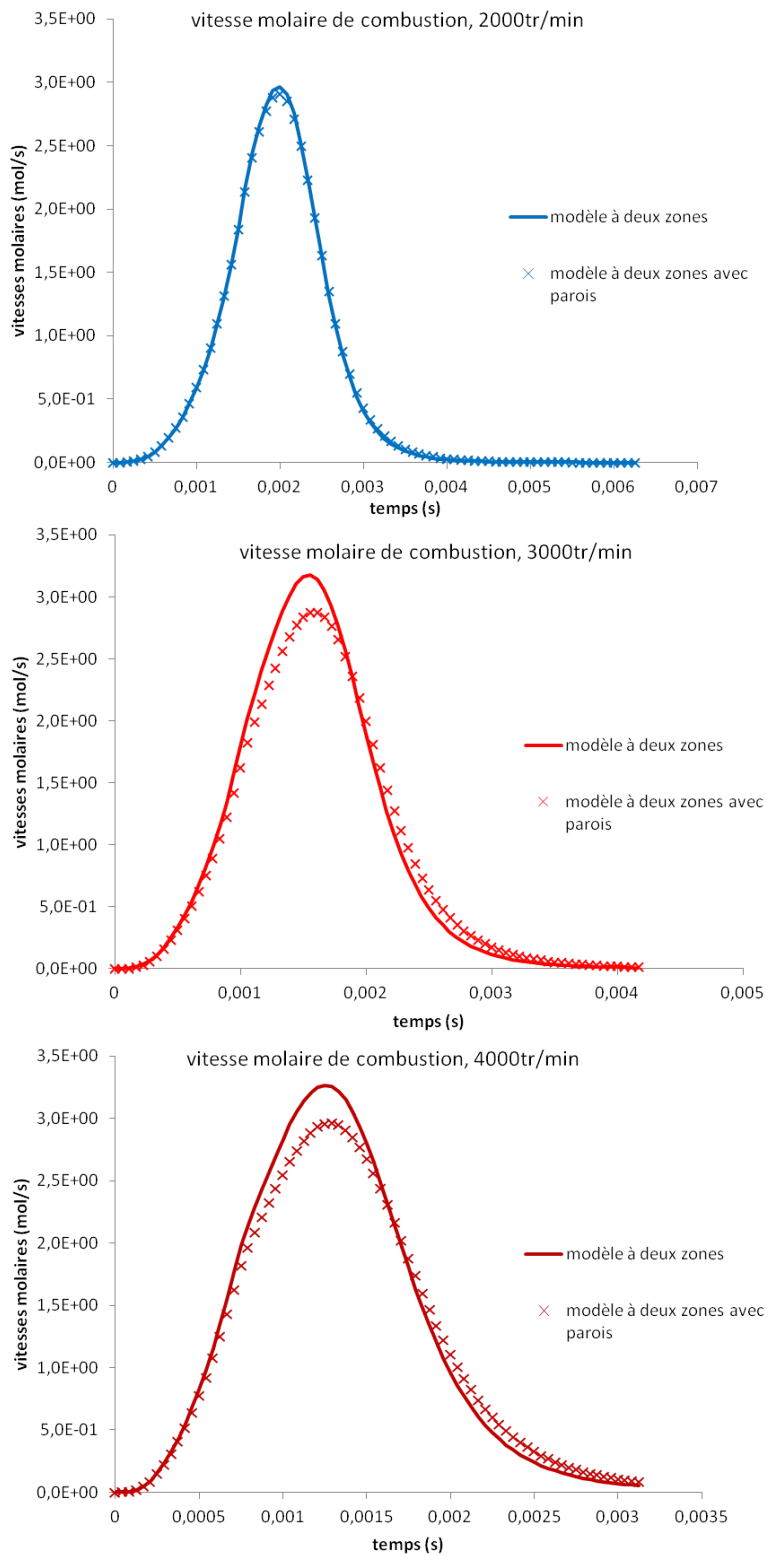 vitesse molaire de combustion, 2000tr/min
3,5E+00
3,0E+00
2,5E+00
2,0E+00
1,5E+00
1,0E+00
5,0E-01
0,0E+00
vitesses molaires (mol/s)
modèle à deux zones
modèle à deux zones avec
parois
0
0,001
0,002
0,003
0,004
0,005
0,006
0,007
temps (s)
vitesse molaire de combustion, 3000tr/min
3,5E+00
3,0E+00
2,5E+00
2,0E+00
1,5E+00
1,0E+00
5,0E-01
0,0E+00
vitesses molaires (mol/s)
modèle à deux zones
modèle à deux zones avec
parois
0
0,001
0,002
0,003
0,004
0,005
temps (s)
vitesse molaire de combustion, 4000tr/min
3,5E+00
3,0E+00
2,5E+00
2,0E+00
1,5E+00
1,0E+00
5,0E-01
0,0E+00
vitesses molaires (mol/s)
modèle à deux zones
modèle à deux zones avec
parois
0
0,0005
0,001
0,0015
0,002
0,0025
0,003
0,0035
temps (s)